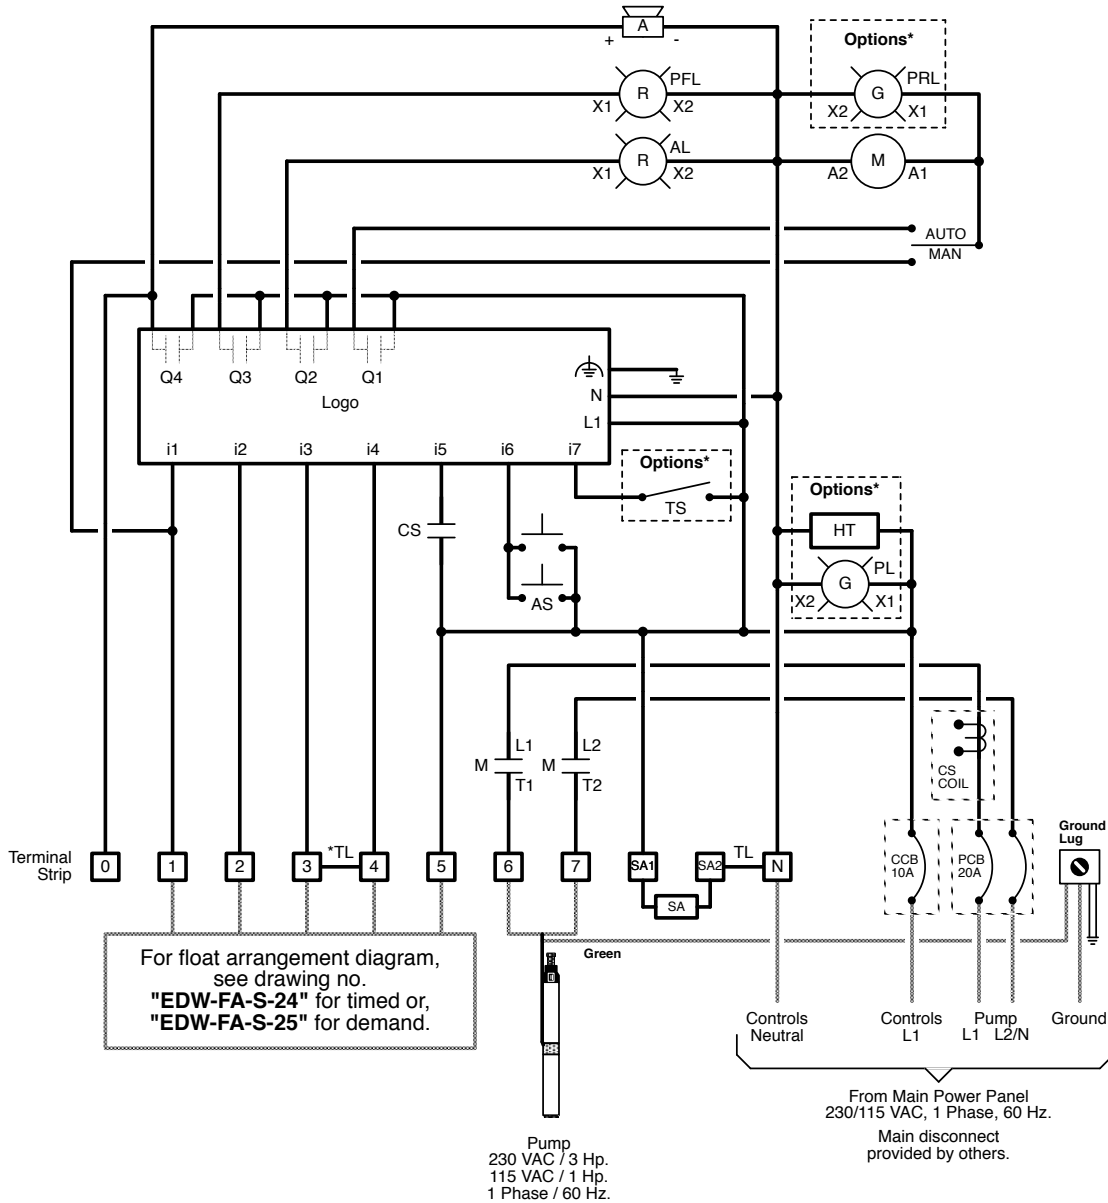 A
+ -
Options*
R PFL
X1 X2
G PRL
X2 X1
R AL
X1 X2
M
A2 A1
AUTO
MAN
Q4 Q3 Q2 Q1
Logo
N
L1
i1 i2 i3 i4 i5 i6 i7
Options*
TS
CS
AS
Options*
HT
G PL
X2 X1
M L1
T1
M L2
T2
CS
COIL
Terminal
Strip
0 1 2 3 *TL 4 5 6 7 SA1 SA2 TL N
SA
CCB
10A
PCB
20A
Ground
Lug
Green
For float arrangement diagram,
see drawing no.
"EDW-FA-S-24" for timed or,
"EDW-FA-S-25" for demand.
Controls
Neutral
Controls
L1
Pump
L1 L2/N
Ground
From Main Power Panel
230/115 VAC, 1 Phase, 60 Hz.
Main disconnect
provided by others.
Pump
230 VAC / 3 Hp.
115 VAC / 1 Hp.
1 Phase / 60 Hz.